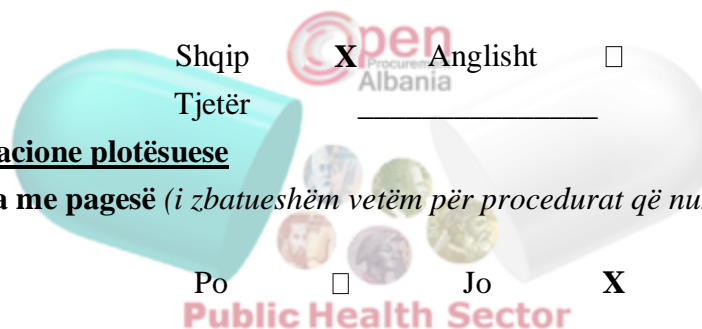 Shqip X Anglisht □
Open Procurement Albania
Tjetër _______________
acione plotësuese
a me pagesë (i zbatueshëm vetëm për procedurat që nu
Po □ Jo X
Public Health Sector